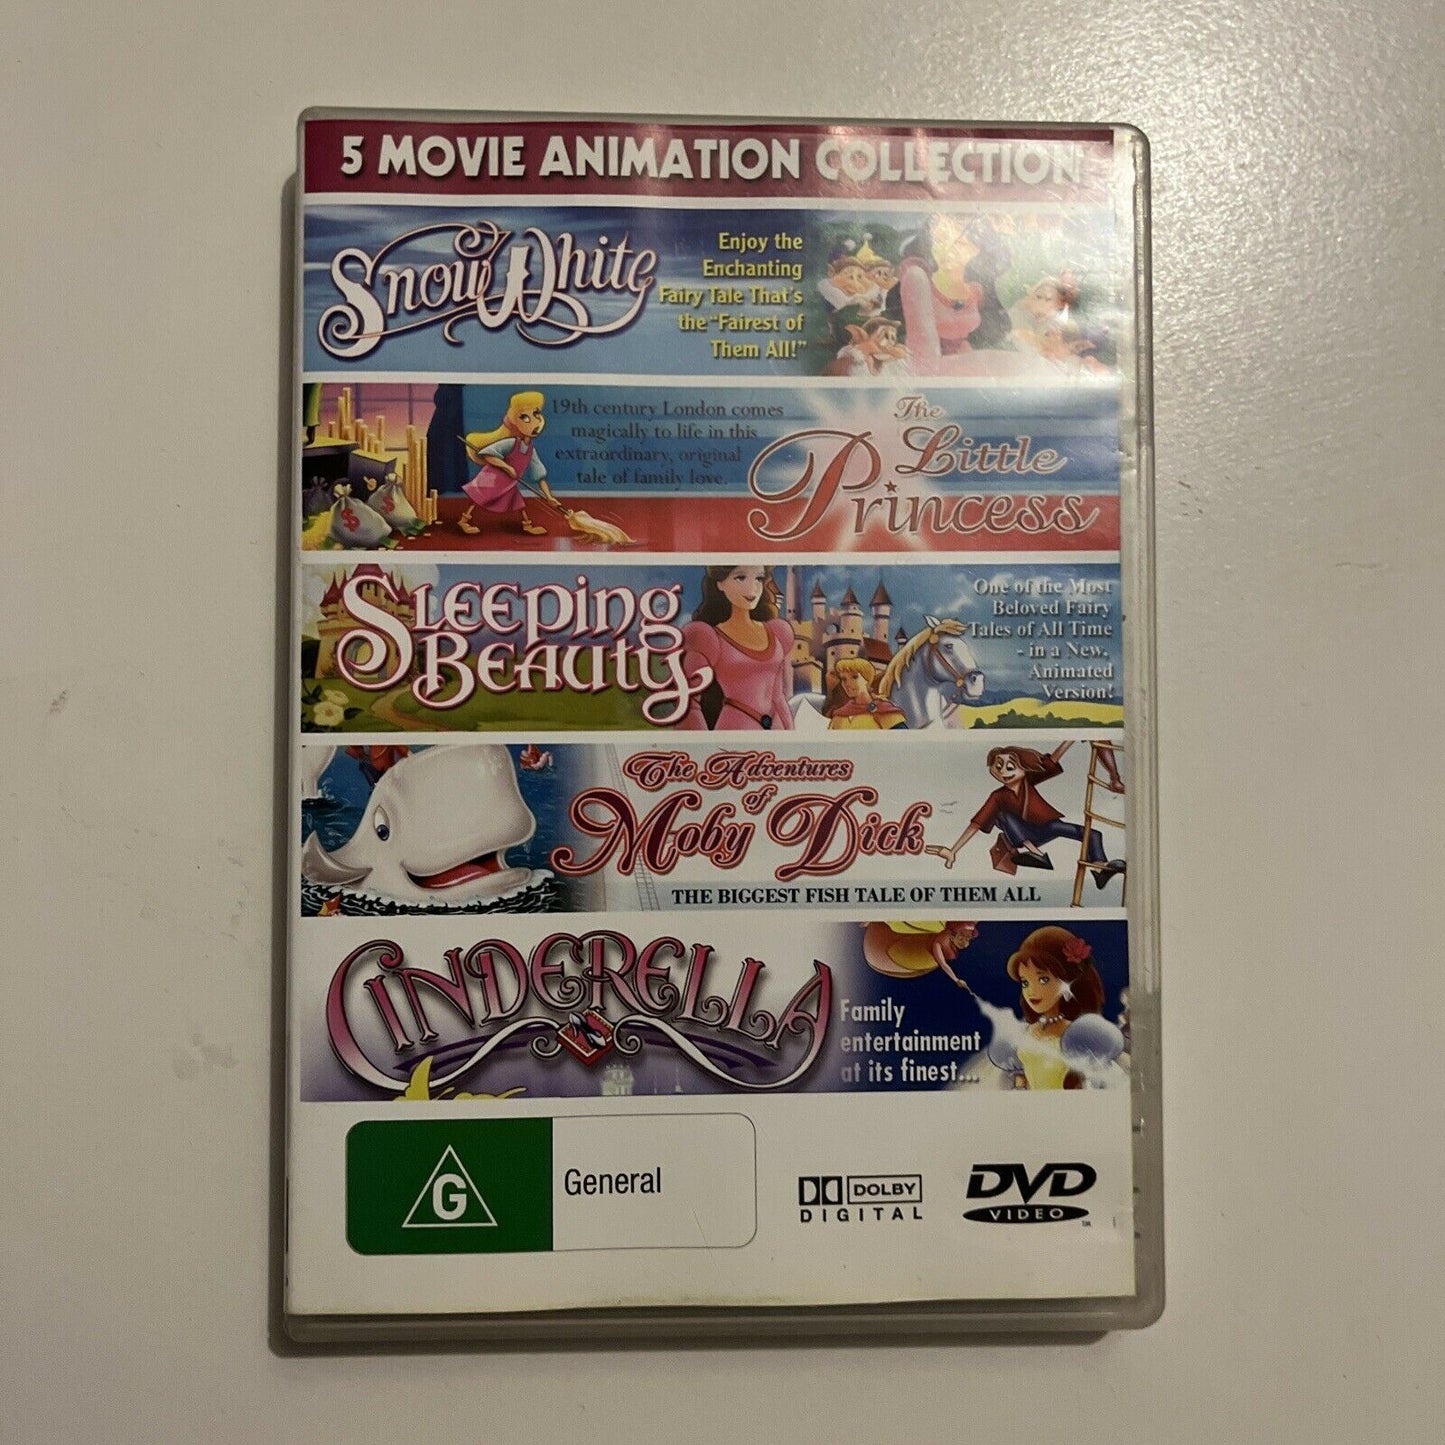 5 MOVIE ANIMATION COLLECTION
Snow White
Enjoy the
Enchanting
Fairy Tale That's
the "Fairest of
Them All!"
19th century London comes
magically to life in this
extraordinary, original
tale of family love.
The
Little
Princess
$
$
SLEEPING
BEAUTY
One of the Most
Beloved Fairy
Tales of All Time
- in a New,
Animated
Version!
The Adventures
of
Moby Dick
THE BIGGEST FISH TALE OF THEM ALL
CINDERELLA
Family
entertainment
at its finest...
G
General
DOLBY
DIGITAL
DVD
VIDEO
TM